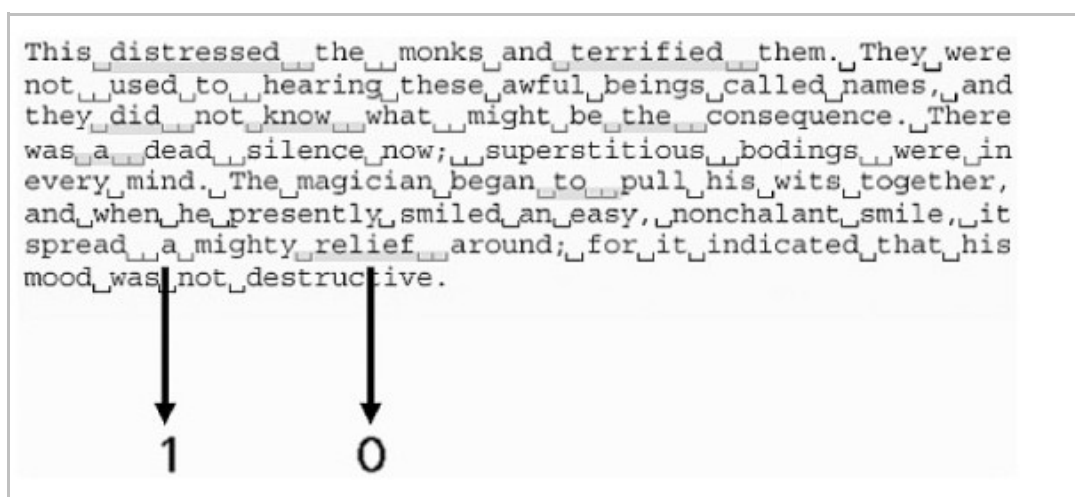 This distressed  the  monks and terrified  them. They were
not  used to  hearing these awful beings called names, and
they did  not know  what  might be the  consequence. There
was a  dead  silence now;  superstitious  bodings  were in
every mind. The magician began to  pull his wits together,
and when he presently smiled an easy, nonchalant smile, it
spread  a mighty relief  around; for it indicated that his
mood was not destructive.
1 0